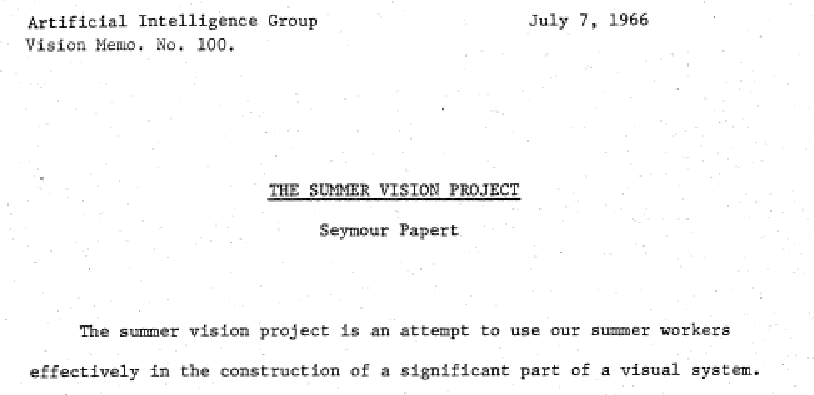 Artificial Intelligence Group July 7, 1966
Vision Memo. No. 100.
THE SUMMER VISION PROJECT
Seymour Papert
The summer vision project is an attempt to use our summer workers
effectively in the construction of a significant part of a visual system.